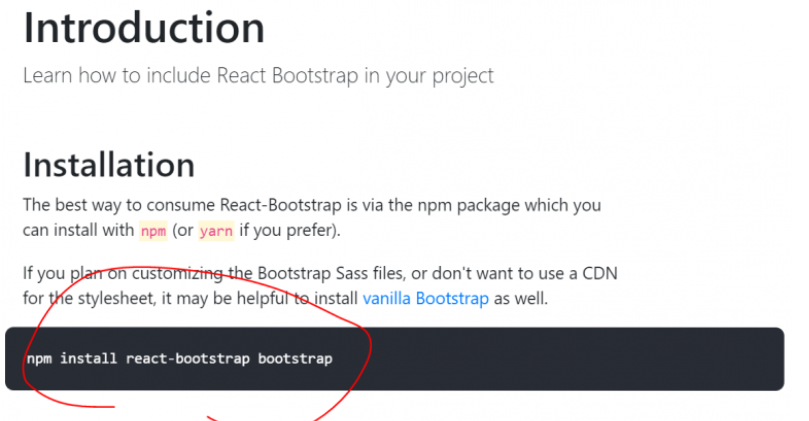 Introduction
Learn how to include React Bootstrap in your project
Installation
The best way to consume React-Bootstrap is via the npm package which you
can install with npm (or yarn if you prefer).
If you plan on customizing the Bootstrap Sass files, or don't want to use a CDN
for the stylesheet, it may be helpful to install vanilla Bootstrap as well.
npm install react-bootstrap bootstrap